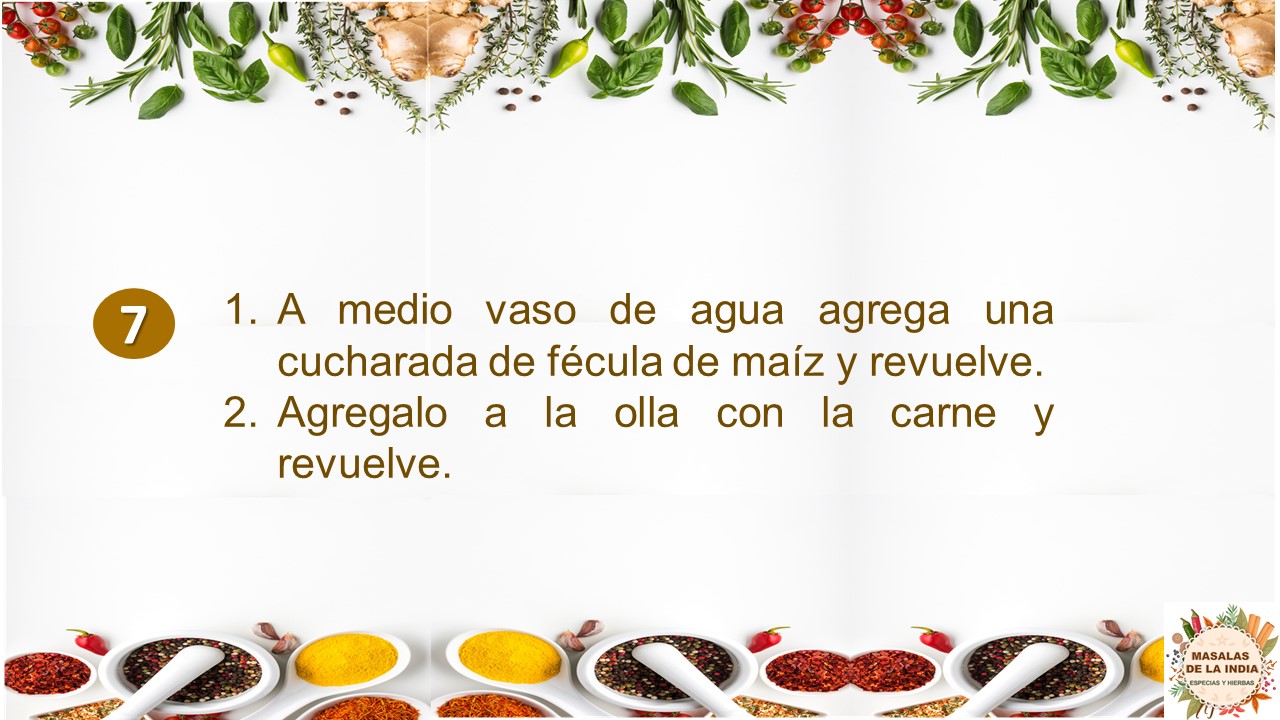 7
1. A medio vaso de agua agrega una
cucharada de fécula de maíz y revuelve.
2. Agregalo a la olla con la carne y
revuelve.
MASALAS
DE LA INDIA
ESPECIAS Y HIERBAS